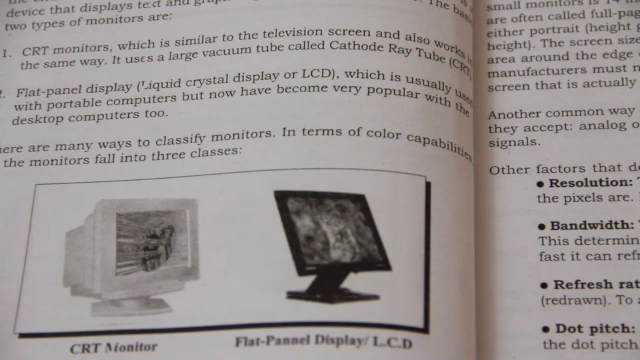 device that displays text and
two types of monitors are: The
1. CRT monitors, which is similar to the television screen and also works in
the same way. It uses a large vacuum tube called Cathode Ray Tube (CRT
2. Flat-panel display (Liquid crystal display or LCD), which is usually used
with portable computers but now have become very popular with the
desktop computers too.
here are many ways to classify monitors. In terms of color capabilities
the monitors fall into three classes:
CRT Monitor
Flat-Pannel Display/ L.C.D
small monitors is 14
are often called full-pag
either portrait (height g
height). The screen size
area around the edge
manufacturers must
screen that is actually
Another common way
they accept: analog o
signals.
Other factors that de
• Resolution:
the pixels are.
• Bandwidth:
This determin
fast it can refr
• Refresh rat
(redrawn). To
• Dot pitch:
the dot pitch